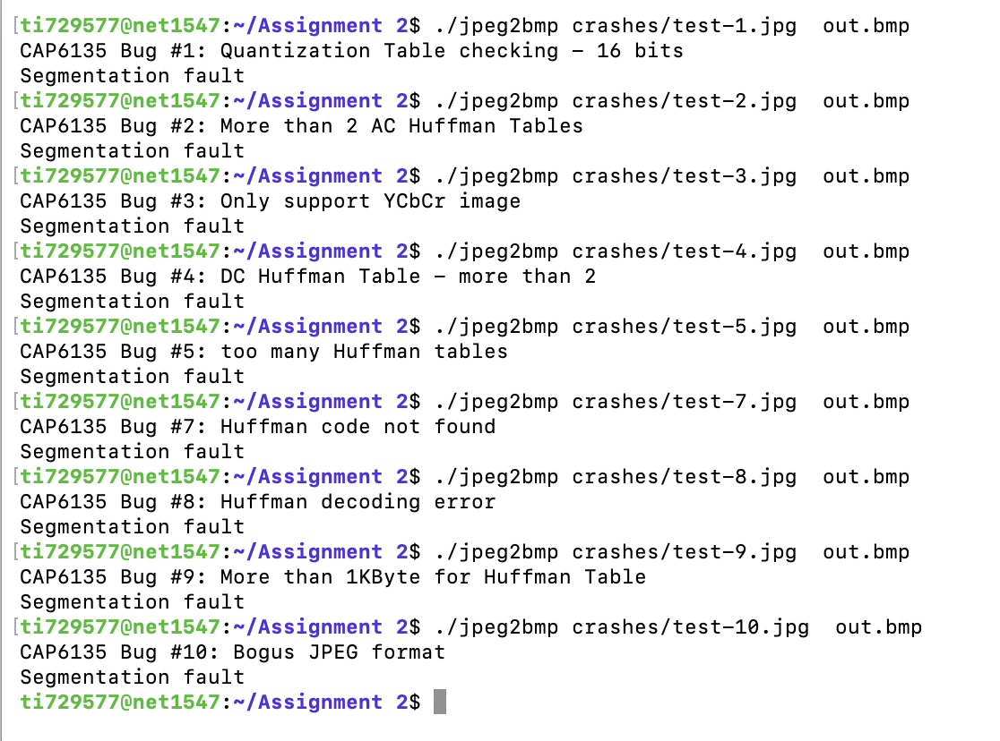 [ti729577@net1547:~/Assignment 2$ ./jpeg2bmp crashes/test-1.jpg  out.bmp
CAP6135 Bug #1: Quantization Table checking - 16 bits
Segmentation fault
[ti729577@net1547:~/Assignment 2$ ./jpeg2bmp crashes/test-2.jpg  out.bmp
CAP6135 Bug #2: More than 2 AC Huffman Tables
Segmentation fault
[ti729577@net1547:~/Assignment 2$ ./jpeg2bmp crashes/test-3.jpg  out.bmp
CAP6135 Bug #3: Only support YCbCr image
Segmentation fault
[ti729577@net1547:~/Assignment 2$ ./jpeg2bmp crashes/test-4.jpg  out.bmp
CAP6135 Bug #4: DC Huffman Table - more than 2
Segmentation fault
[ti729577@net1547:~/Assignment 2$ ./jpeg2bmp crashes/test-5.jpg  out.bmp
CAP6135 Bug #5: too many Huffman tables
Segmentation fault
[ti729577@net1547:~/Assignment 2$ ./jpeg2bmp crashes/test-7.jpg  out.bmp
CAP6135 Bug #7: Huffman code not found
Segmentation fault
[ti729577@net1547:~/Assignment 2$ ./jpeg2bmp crashes/test-8.jpg  out.bmp
CAP6135 Bug #8: Huffman decoding error
Segmentation fault
[ti729577@net1547:~/Assignment 2$ ./jpeg2bmp crashes/test-9.jpg  out.bmp
CAP6135 Bug #9: More than 1KByte for Huffman Table
Segmentation fault
[ti729577@net1547:~/Assignment 2$ ./jpeg2bmp crashes/test-10.jpg  out.bmp
CAP6135 Bug #10: Bogus JPEG format
Segmentation fault
ti729577@net1547:~/Assignment 2$